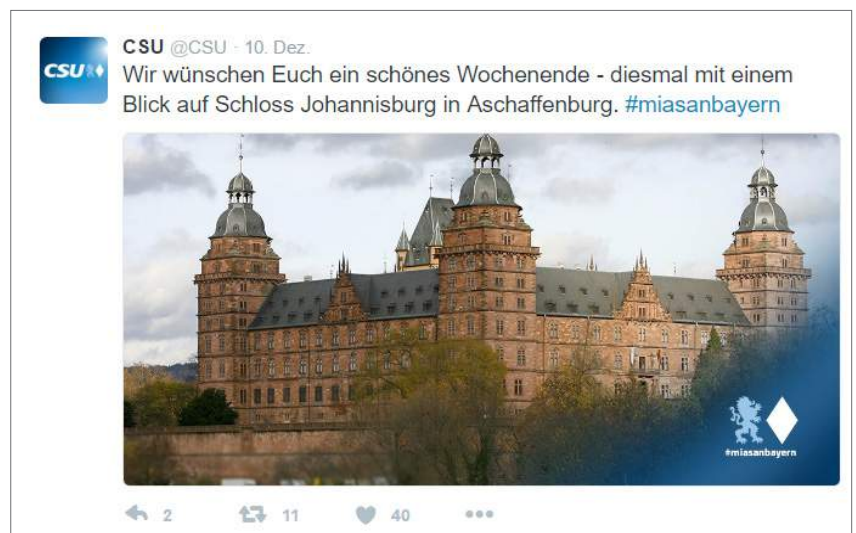 CSU @CSU · 10. Dez.
CSU
Wir wünschen Euch ein schönes Wochenende - diesmal mit einem
Blick auf Schloss Johannisburg in Aschaffenburg. #miasanbayern
#miasanbayern
2 11 40